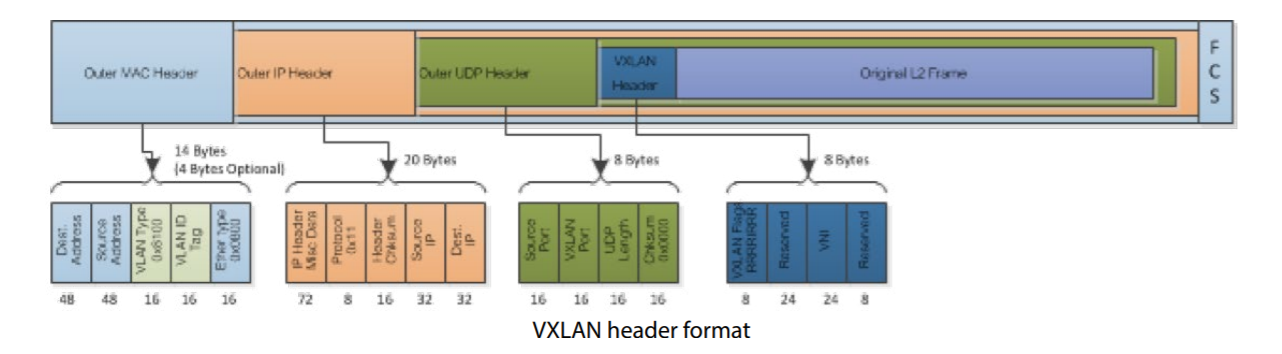 Outer MAC Header
Outer IP Header
Outer UDP Header
VXLAN
Header
Original L2 Frame
F
C
S
14 Bytes
(4 Bytes Optional)
20 Bytes
8 Bytes
8 Bytes
Dest.
Address
Source
Address
VLAN Type
0x8100
VLAN ID
Tag
Ether Type
0x0800
IP Header
Misc Data
Protocol
0x11
Header
Chksum
Source
IP
Dest.
IP
Source
Port
VXLAN
Port
UDP
Length
Chksum
0x0000
VXLAN Flags
RRRRIRRR
Reserved
VNI
Reserved
48 48 16 16 16
72 8 16 32 32
16 16 16 16
8 24 24 8
VXLAN header format